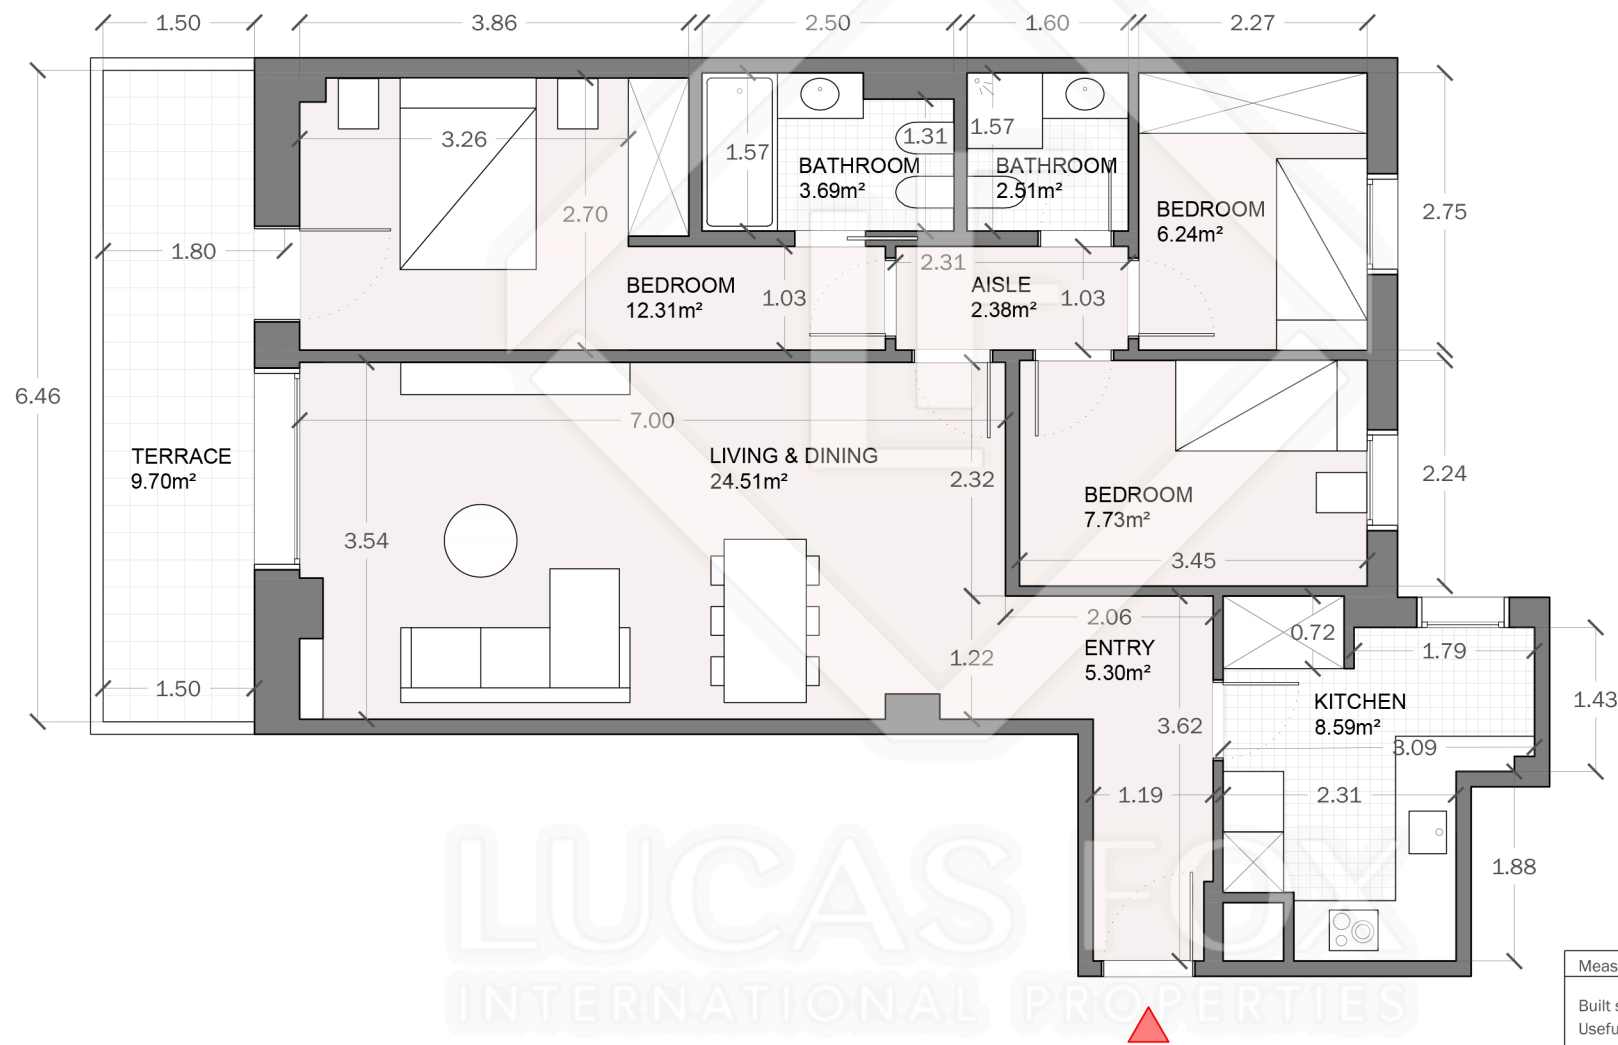 1.50
3.86
2.50
1.60
2.27
3.26
1.57
1.31
1.57
BATHROOM
3.69m²
BATHROOM
2.51m²
BEDROOM
6.24m²
2.75
2.70
1.80
2.31
BEDROOM
12.31m²
1.03
AISLE
2.38m²
1.03
6.46
7.00
TERRACE
9.70m²
LIVING & DINING
24.51m²
2.32
BEDROOM
7.73m²
2.24
3.54
3.45
2.06
0.72
1.79
ENTRY
5.30m²
1.22
1.50
KITCHEN
8.59m²
1.43
3.62
3.09
1.19
2.31
1.88
LUCAS FOX
INTERNATIONAL PROPERTIES
Meas
Built s
Usefu